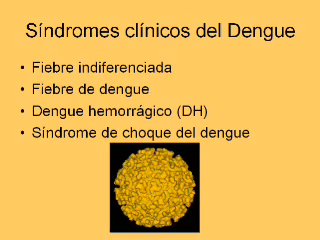 Síndromes clínicos del Dengue
• Fiebre indiferenciada
• Fiebre de dengue
• Dengue hemorrágico (DH)
• Síndrome de choque del dengue